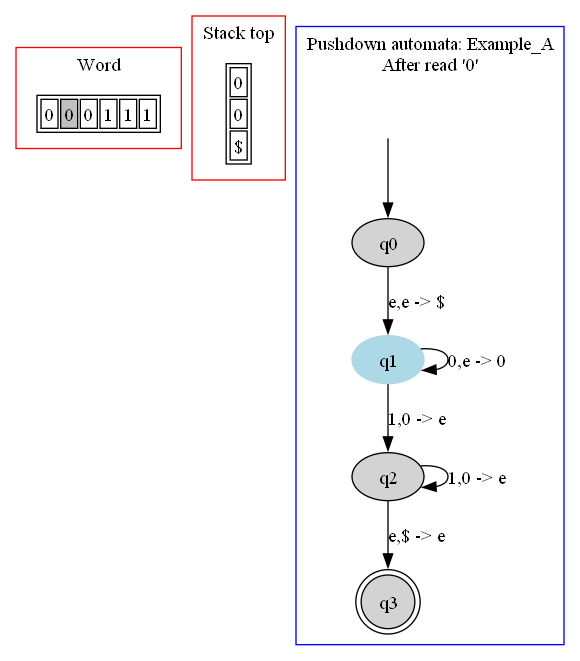 Word
0 0 0 1 1 1
Stack top
0
0
$
Pushdown automata: Example_A
After read '0'
q0
e,e -> $
q1
0,e -> 0
1,0 -> e
q2
1,0 -> e
e,$ -> e
q3